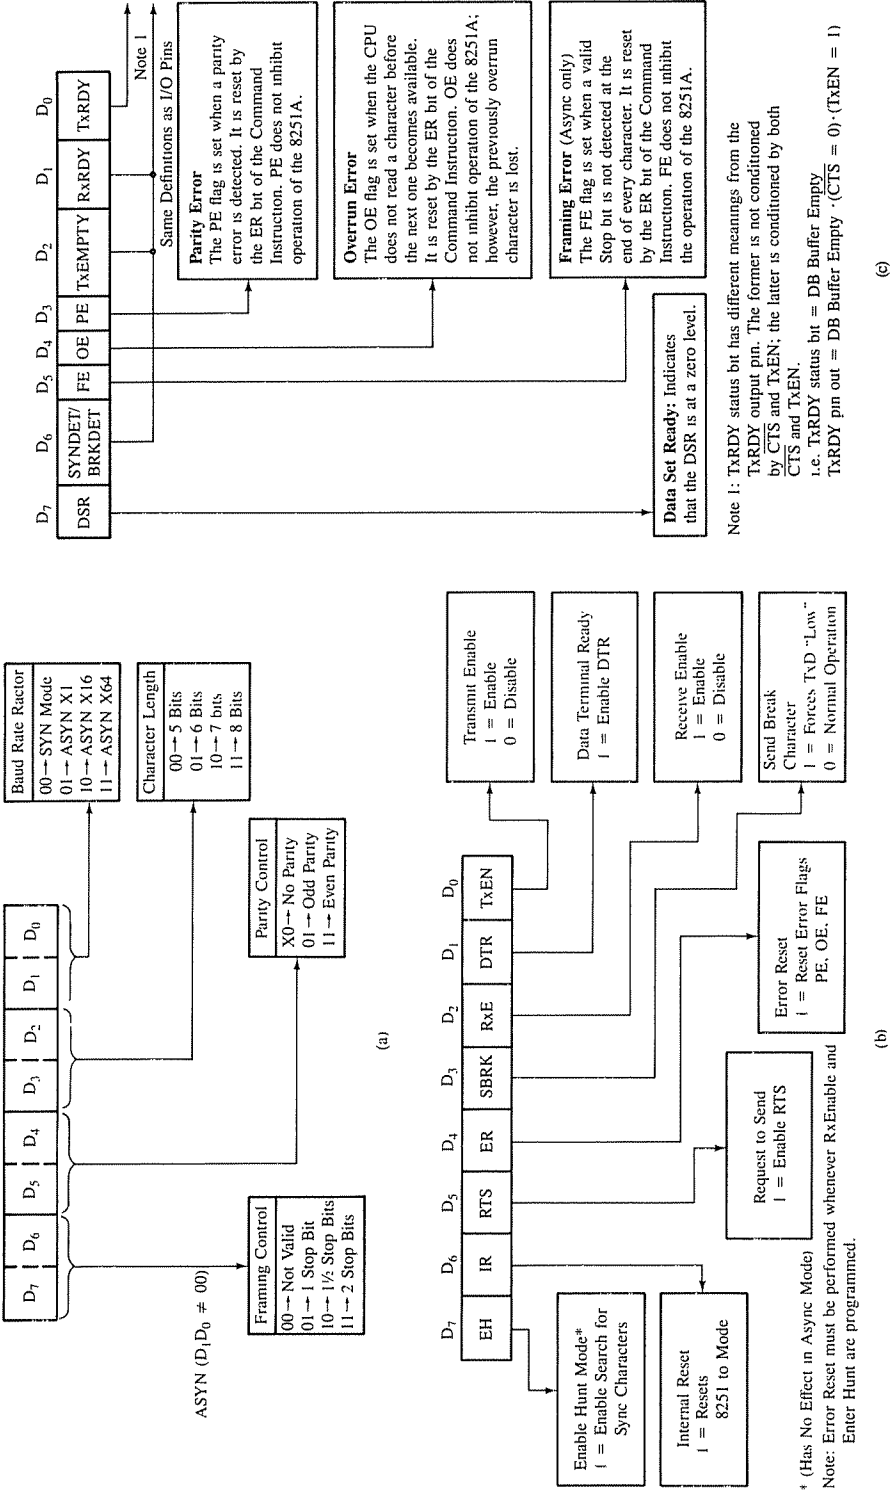 D7 D6 D5 D4 D3 D2 D1 D0
Baud Rate Ractor
00→SYN Mode
01→ASYN X1
10→ASYN X16
11→ASYN X64
Character Length
00→5 Bits
01→6 Bits
10→7 bits
11→8 Bits
Parity Control
X0→No Parity
01→Odd Parity
11→Even Parity
ASYN (D1D0 ≠ 00)
Framing Control
00→Not Valid
01→1 Stop Bit
10→1½ Stop Bits
11→2 Stop Bits
(a)
D7 D6 D5 D4 D3 D2 D1 D0
EH IR RTS ER SBRK RxE DTR TxEN
Transmit Enable
1 = Enable
0 = Disable
Data Terminal Ready
1 = Enable DTR
Receive Enable
1 = Enable
0 = Disable
Send Break
Character
1 = Forces TxD "Low"
0 = Normal Operation
Error Reset
1 = Reset Error Flags
PE, OE, FE
Request to Send
1 = Enable RTS
Enable Hunt Mode*
1 = Enable Search for
Sync Characters
Internal Reset
1 = Resets
8251 to Mode
* (Has No Effect in Async Mode)
Note: Error Reset must be performed whenever RxEnable and
Enter Hunt are programmed.
(b)
D7 D6 D5 D4 D3 D2 D1 D0
DSR SYNDET/ FE OE PE TxEMPTY RxRDY TxRDY
BRKDET
Note 1
Same Definitions as I/O Pins
Parity Error
The PE flag is set when a parity
error is detected. It is reset by
the ER bit of the Command
Instruction. PE does not inhibit
operation of the 8251A.
Overrun Error
The OE flag is set when the CPU
does not read a character before
the next one becomes available.
It is reset by the ER bit of the
Command Instruction. OE does
not inhibit operation of the 8251A;
however, the previously overrun
character is lost.
Framing Error (Async only)
The FE flag is set when a valid
Stop bit is not detected at the
end of every character. It is reset
by the ER bit of the Command
Instruction. FE does not inhibit
the operation of the 8251A.
Data Set Ready: Indicates
that the DSR is at a zero level.
Note 1: TxRDY status bit has different meanings from the
TxRDY output pin. The former is not conditioned
by C̅T̅S̅ and TxEN; the latter is conditioned by both
C̅T̅S̅ and TxEN.
i.e. TxRDY status bit = DB Buffer Empty
TxRDY pin out = DB Buffer Empty ·(C̅T̅S̅ = 0)·(TxEN = 1)
(c)